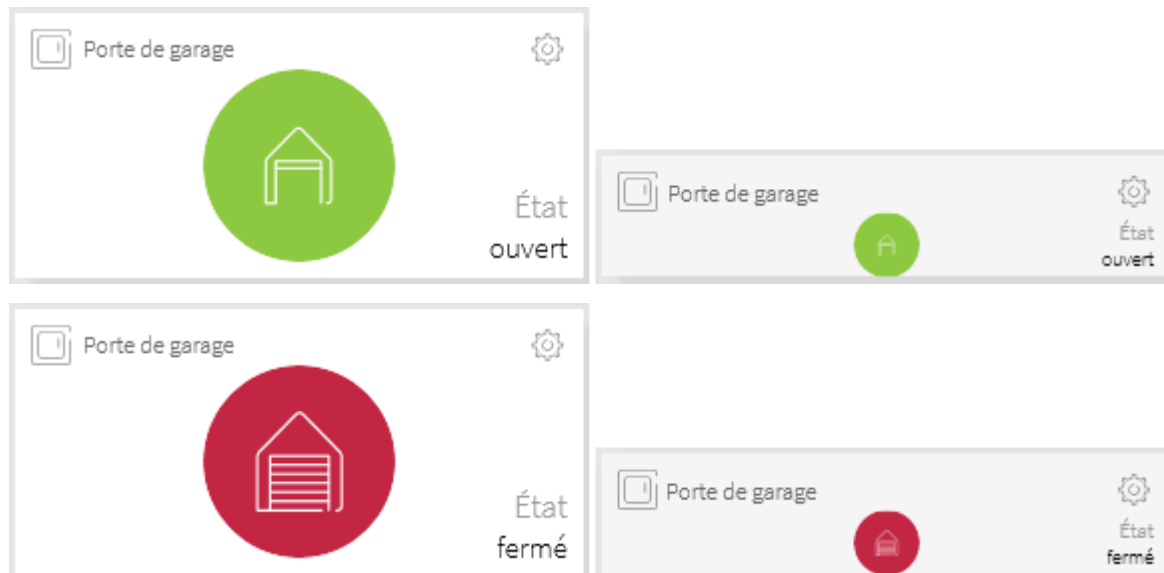 Porte de garage
État
ouvert
Porte de garage
État
ouvert
Porte de garage
État
fermé
Porte de garage
État
fermé